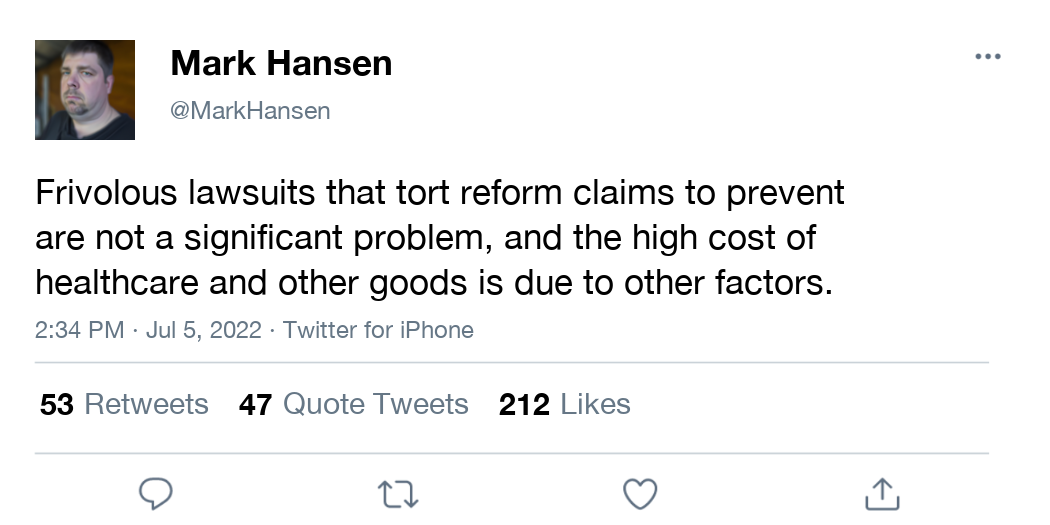 Mark Hansen
@MarkHansen
Frivolous lawsuits that tort reform claims to prevent
are not a significant problem, and the high cost of
healthcare and other goods is due to other factors.
2:34 PM · Jul 5, 2022 · Twitter for iPhone
53 Retweets 47 Quote Tweets 212 Likes